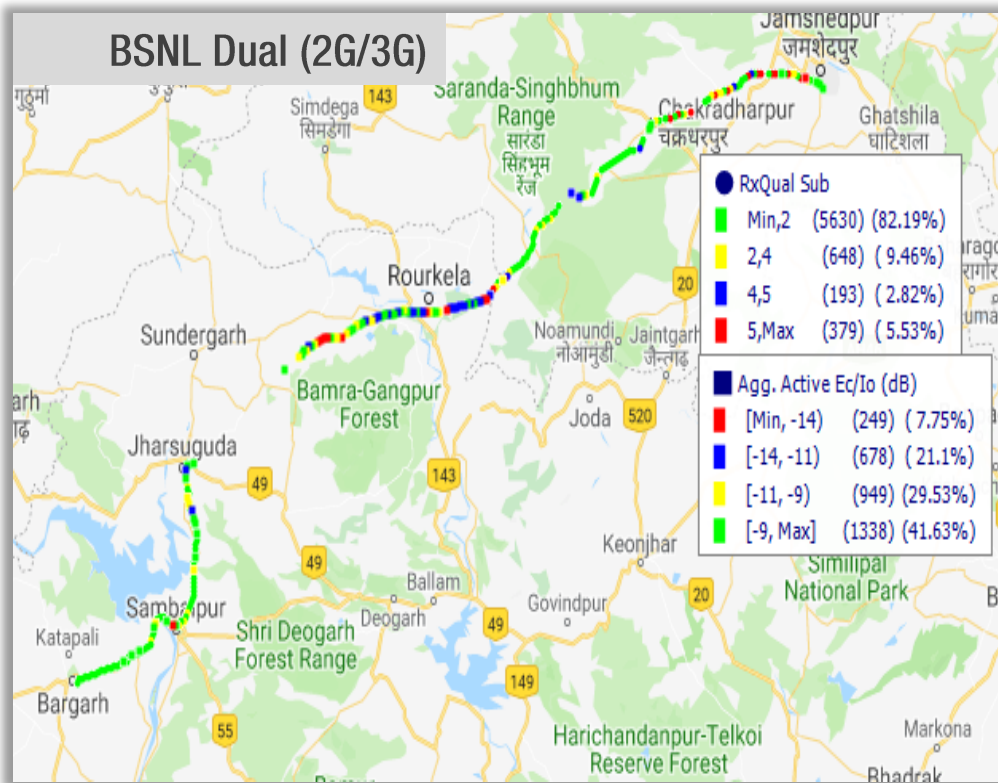 BSNL Dual (2G/3G)
Jamshedpur
जमशेदपुर
143
Simdega
सिमडेगा
Saranda-Singhbhum
Range
सारंडा
सिंहभूम
रेंज
Chakradharpur
चक्रधरपुर
Ghatshila
घाटिशला
RxQual Sub
Min,2 (5630) (82.19%)
2,4 (648) ( 9.46%)
4,5 (193) ( 2.82%)
5,Max (379) ( 5.53%)
Rourkela
20
Sundergarh
Noamundi
नोआमुंडी
Jaintgarh
जैन्तगढ़
Bamra-Gangpur
Forest
Agg. Active Ec/Io (dB)
[Min, -14) (249) ( 7.75%)
[-14, -11) (678) ( 21.1%)
[-11, -9) (949) (29.53%)
[-9, Max] (1338) (41.63%)
Joda
520
Jharsuguda
49
143
Keonjhar
49
Similipal
National Park
Ballam
20
Sambalpur
Deogarh
Govindpur
49
Katapali
Shri Deogarh
Forest Range
Bargarh
149
55
Harichandanpur-Telkoi
Reserve Forest
Markona
Bhadrak